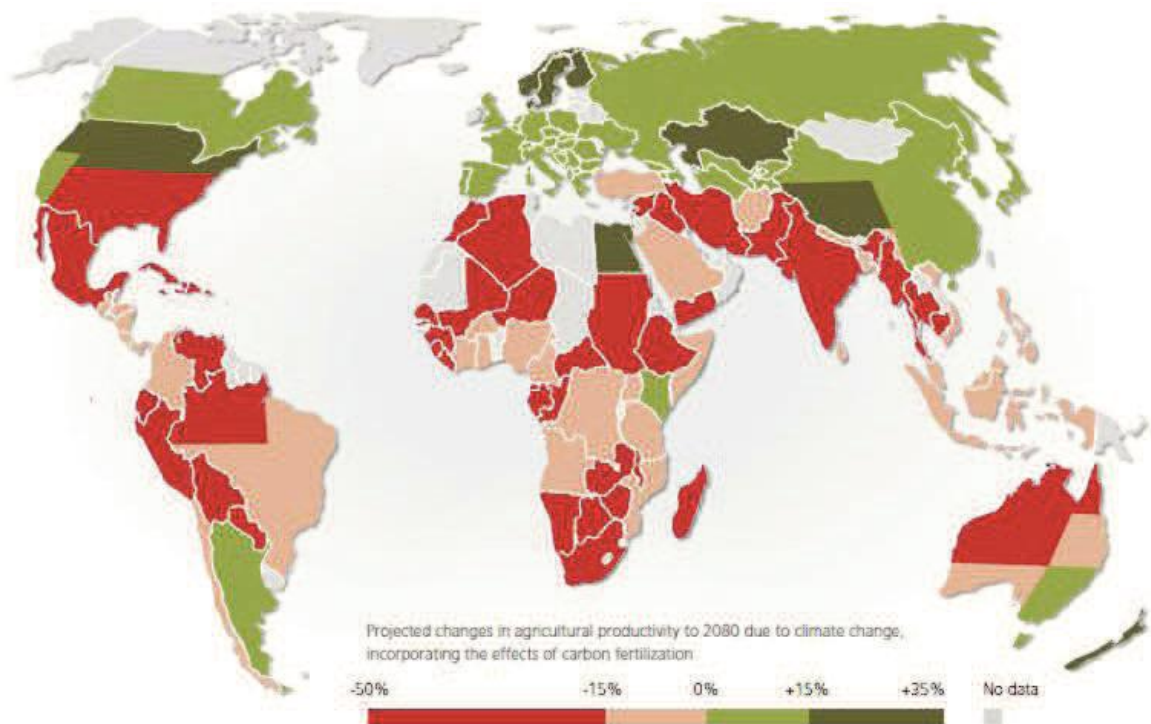 Projected changes in agricultural productivity to 2080 due to climate change,
incorporating the effects of carbon fertilization
-50% -15% 0% +15% +35% No data